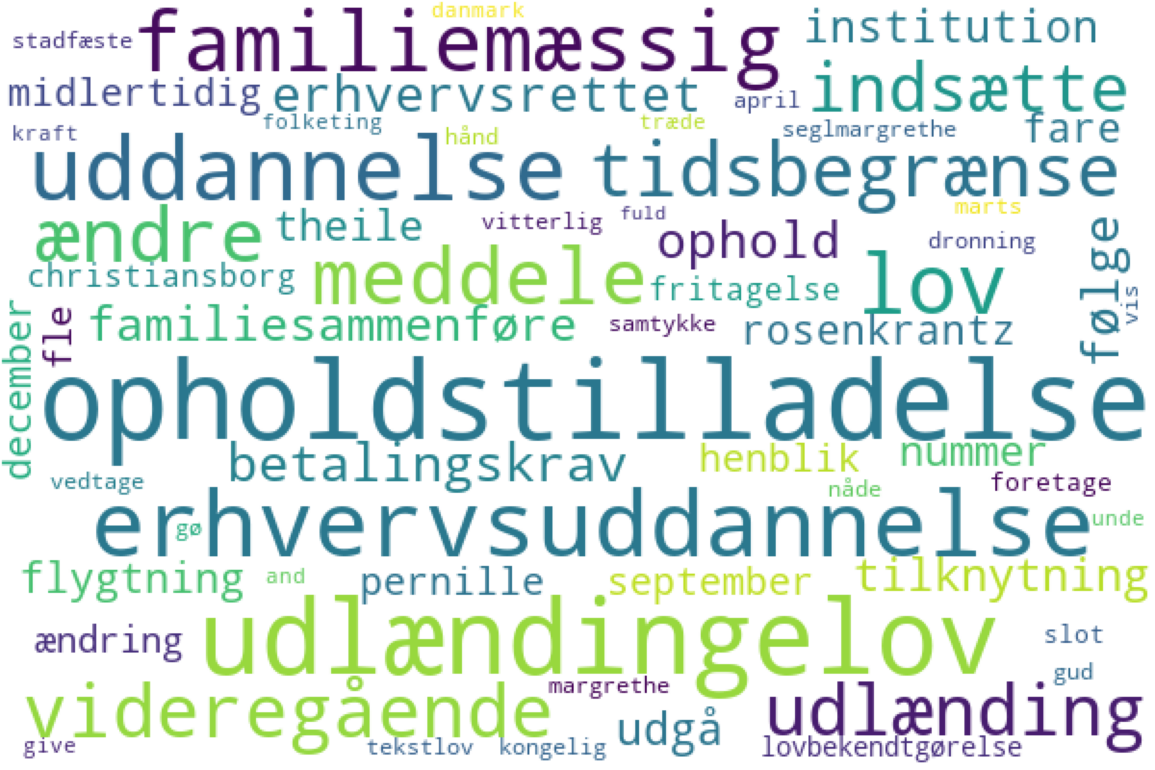 danmark
stadfæste familiemæssig institution
midlertidig erhvervsrettet april indsætte
kraft folketing hånd træde seglmargrethe fare
uddannelse tidsbegrænse
ændre theile vitterlig fuld ophold marts følge
christiansborg meddele fritagelse lov dronning vis
december fle familiesammenføre samtykke rosenkrantz
opholdstilladelse
betalingskrav henblik nummer
vedtage nåde foretage
erhvervsuddannelse gø unde
flygtning and pernille september tilknytning
ændring udlændingelov slot
gud
videregående margrethe udgå udlænding
give tekstlov kongelig lovbekendtgørelse